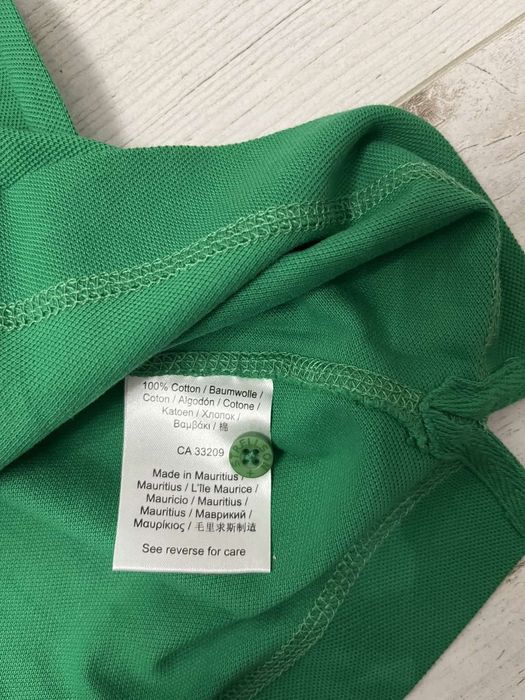 100% Cotton / Baumwolle /
Coton / Algodón / Cotone /
Katoen / Хлопок /
Βαμβάκι / 棉
CA 33209
Made in Mauritius /
Mauritius / L'île Maurice /
Mauricio / Mauritius /
Mauritius / Маврикий /
Μαυρίκιος / 毛里求斯制造
See reverse for care